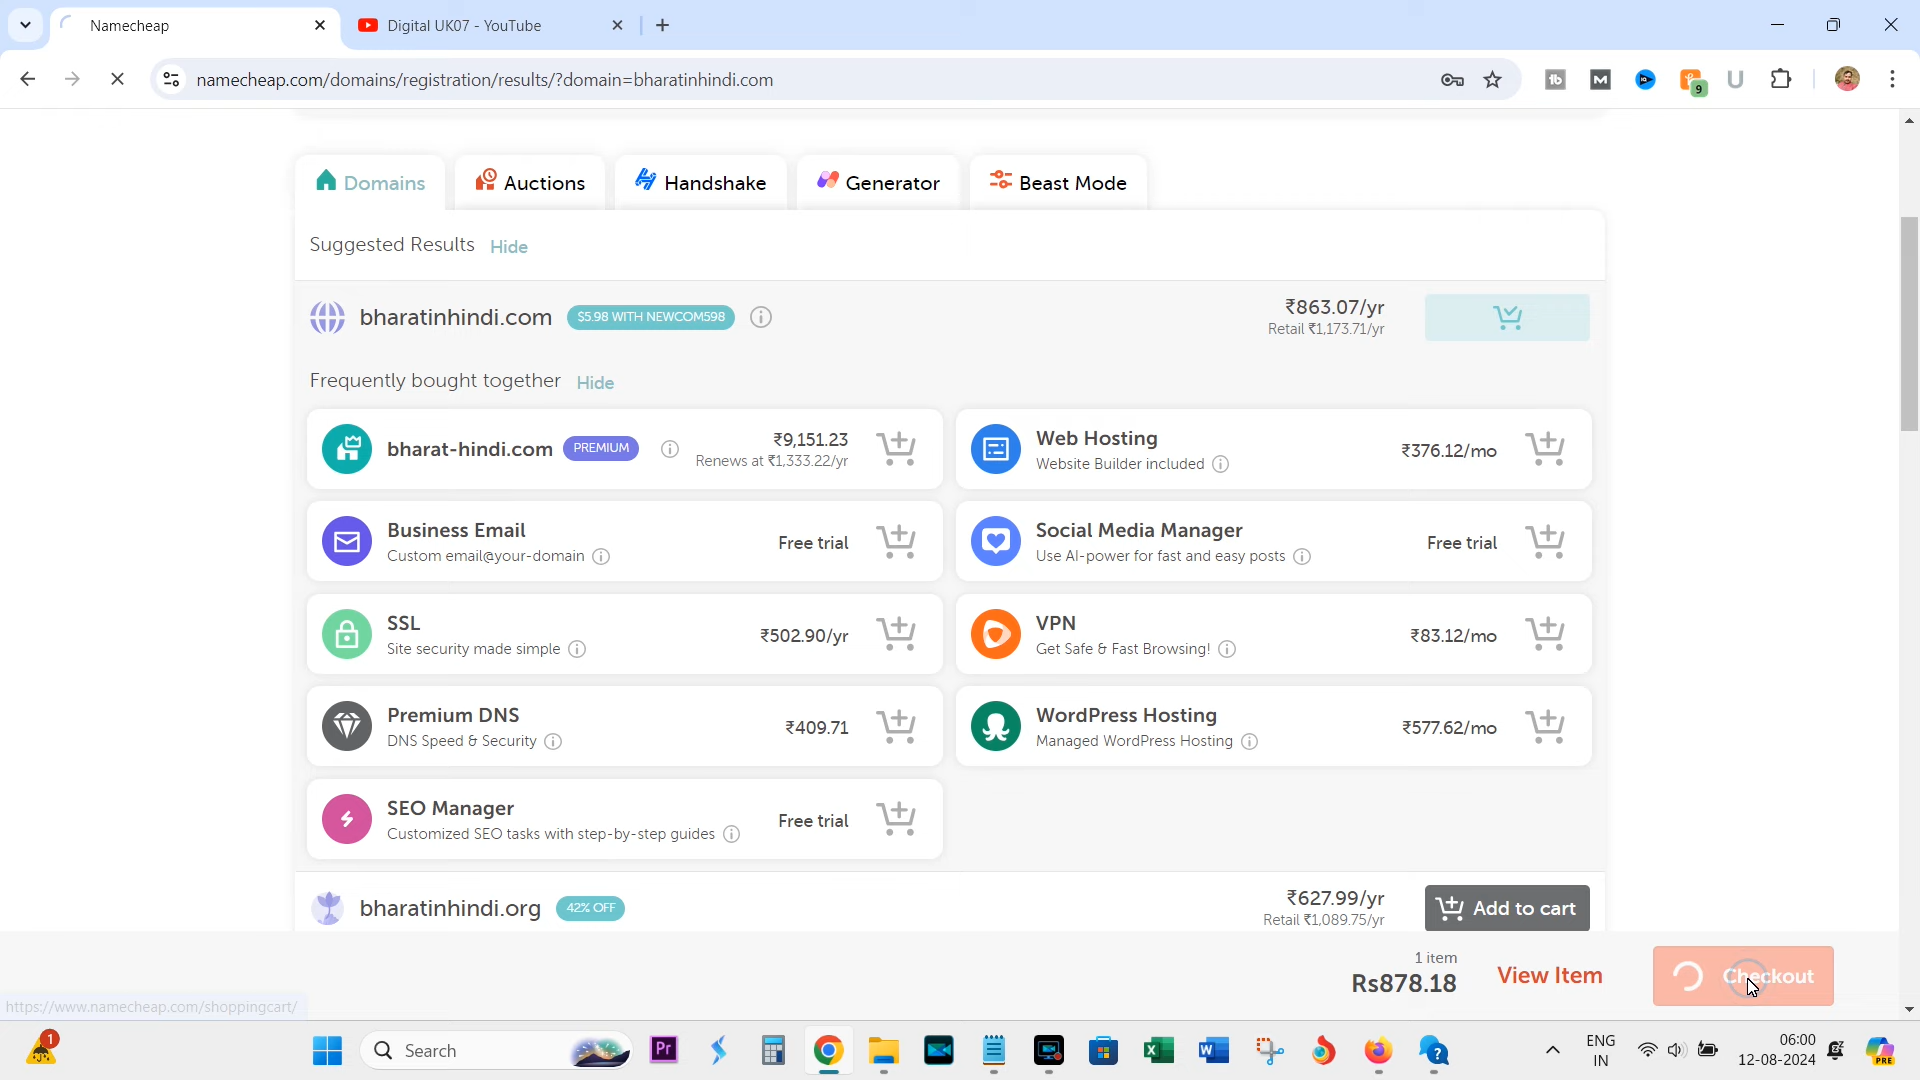 Namecheap
Digital UK07 - YouTube
namecheap.com/domains/registration/results/?domain=bharatinhindi.com
9
Domains
Auctions
Handshake
Generator
Beast Mode
Suggested Results Hide
bharatinhindi.com $5.98 WITH NEWCOM598
₹863.07/yr
Retail ₹1,173.71/yr
Frequently bought together Hide
bharat-hindi.com PREMIUM
₹9,151.23
Renews at ₹1,333.22/yr
Web Hosting
Website Builder included
₹376.12/mo
Business Email
Custom email@your-domain
Free trial
Social Media Manager
Use AI-power for fast and easy posts
Free trial
SSL
Site security made simple
₹502.90/yr
VPN
Get Safe & Fast Browsing!
₹83.12/mo
Premium DNS
DNS Speed & Security
₹409.71
WordPress Hosting
Managed WordPress Hosting
₹577.62/mo
SEO Manager
Customized SEO tasks with step-by-step guides
Free trial
bharatinhindi.org 42% OFF
₹627.99/yr
Retail ₹1,089.75/yr
Add to cart
1 item
Rs878.18
View Item
Checkout
https://www.namecheap.com/shoppingcart/
1
Search
Pr
ENG
IN
06:00
12-08-2024
PRE